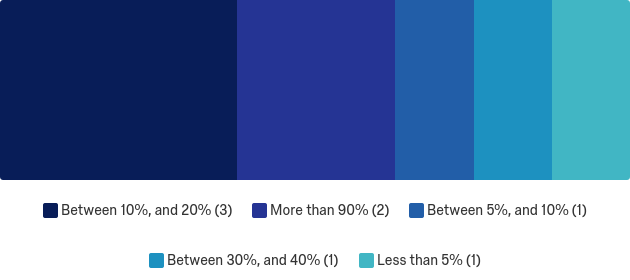 Between 10%, and 20% (3) More than 90% (2) Between 5%, and 10% (1)
Between 30%, and 40% (1) Less than 5% (1)